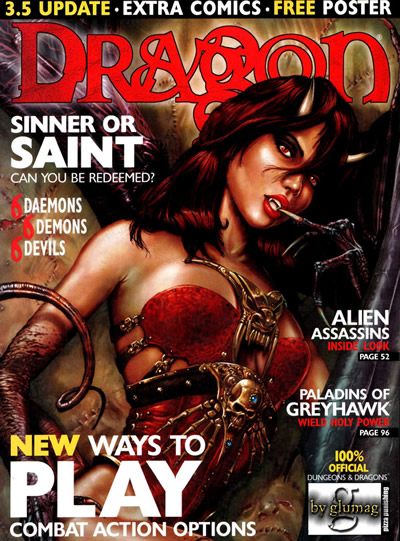 3.5 UPDATE · EXTRA COMICS · FREE POSTER
DRAGON
SINNER OR
SAINT
CAN YOU BE REDEEMED?
6 DAEMONS
6 DEMONS
6 DEVILS
ALIEN
ASSASSINS
INSIDE LOOK
PAGE 52
PALADINS OF
GREYHAWK
WIELD HOLY POWER
PAGE 96
NEW WAYS TO
PLAY
COMBAT ACTION OPTIONS
100%
OFFICIAL
DUNGEONS & DRAGONS®
g
by glumag
pizza punishing